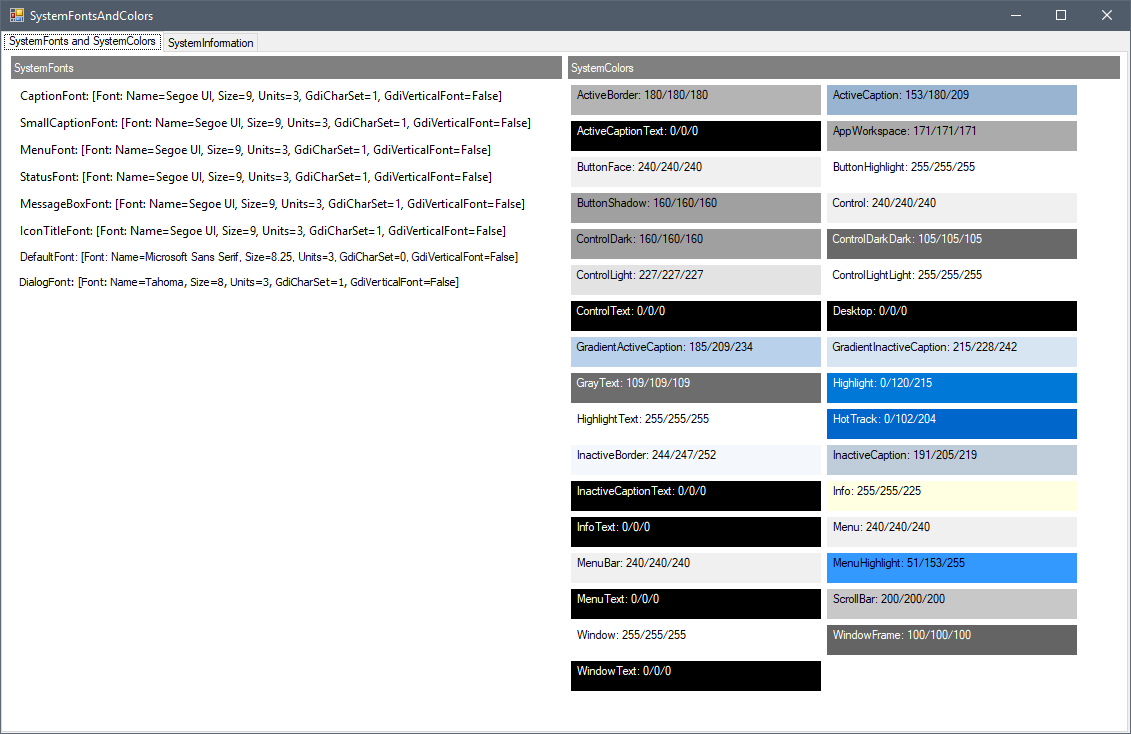 SystemFontsAndColors
SystemFonts and SystemColors SystemInformation
SystemFonts
CaptionFont: [Font: Name=Segoe UI, Size=9, Units=3, GdiCharSet=1, GdiVerticalFont=False]
SmallCaptionFont: [Font: Name=Segoe UI, Size=9, Units=3, GdiCharSet=1, GdiVerticalFont=False]
MenuFont: [Font: Name=Segoe UI, Size=9, Units=3, GdiCharSet=1, GdiVerticalFont=False]
StatusFont: [Font: Name=Segoe UI, Size=9, Units=3, GdiCharSet=1, GdiVerticalFont=False]
MessageBoxFont: [Font: Name=Segoe UI, Size=9, Units=3, GdiCharSet=1, GdiVerticalFont=False]
IconTitleFont: [Font: Name=Segoe UI, Size=9, Units=3, GdiCharSet=1, GdiVerticalFont=False]
DefaultFont: [Font: Name=Microsoft Sans Serif, Size=8.25, Units=3, GdiCharSet=0, GdiVerticalFont=False]
DialogFont: [Font: Name=Tahoma, Size=8, Units=3, GdiCharSet=1, GdiVerticalFont=False]
SystemColors
ActiveBorder: 180/180/180 ActiveCaption: 153/180/209
ActiveCaptionText: 0/0/0 AppWorkspace: 171/171/171
ButtonFace: 240/240/240 ButtonHighlight: 255/255/255
ButtonShadow: 160/160/160 Control: 240/240/240
ControlDark: 160/160/160 ControlDarkDark: 105/105/105
ControlLight: 227/227/227 ControlLightLight: 255/255/255
ControlText: 0/0/0 Desktop: 0/0/0
GradientActiveCaption: 185/209/234 GradientInactiveCaption: 215/228/242
GrayText: 109/109/109 Highlight: 0/120/215
HighlightText: 255/255/255 HotTrack: 0/102/204
InactiveBorder: 244/247/252 InactiveCaption: 191/205/219
InactiveCaptionText: 0/0/0 Info: 255/255/225
InfoText: 0/0/0 Menu: 240/240/240
MenuBar: 240/240/240 MenuHighlight: 51/153/255
MenuText: 0/0/0 ScrollBar: 200/200/200
Window: 255/255/255 WindowFrame: 100/100/100
WindowText: 0/0/0